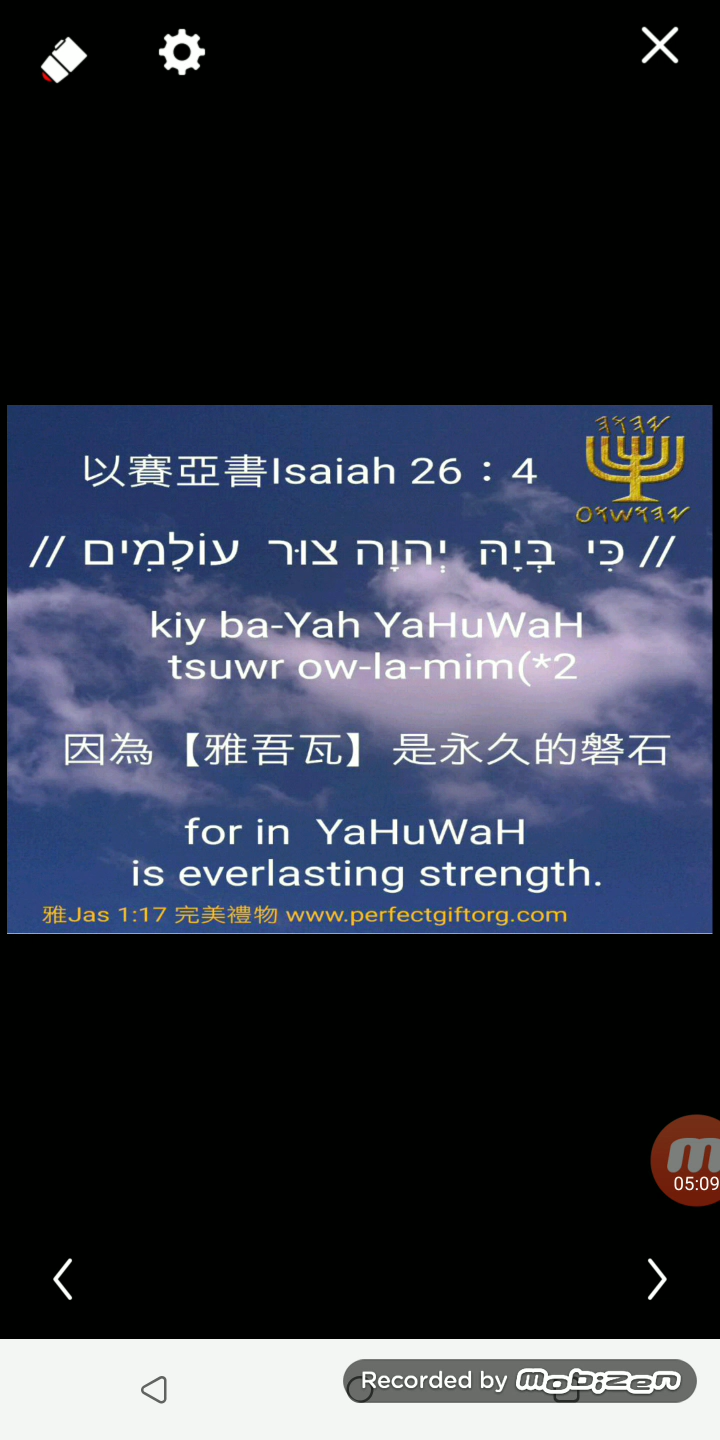 𐤉𐤄𐤅𐤄
以賽亞書Isaiah 26：4
// כִּי בְּיָהּ יְהוָה צוּר עוֹלָמִים //
kiy ba-Yah YaHuWaH
tsuwr ow-la-mim(*2
因為【雅吾瓦】是永久的磐石
for in YaHuWaH
is everlasting strength.
雅Jas 1:17 完美禮物 www.perfectgiftorg.com
m
05:09
Recorded by mobizen